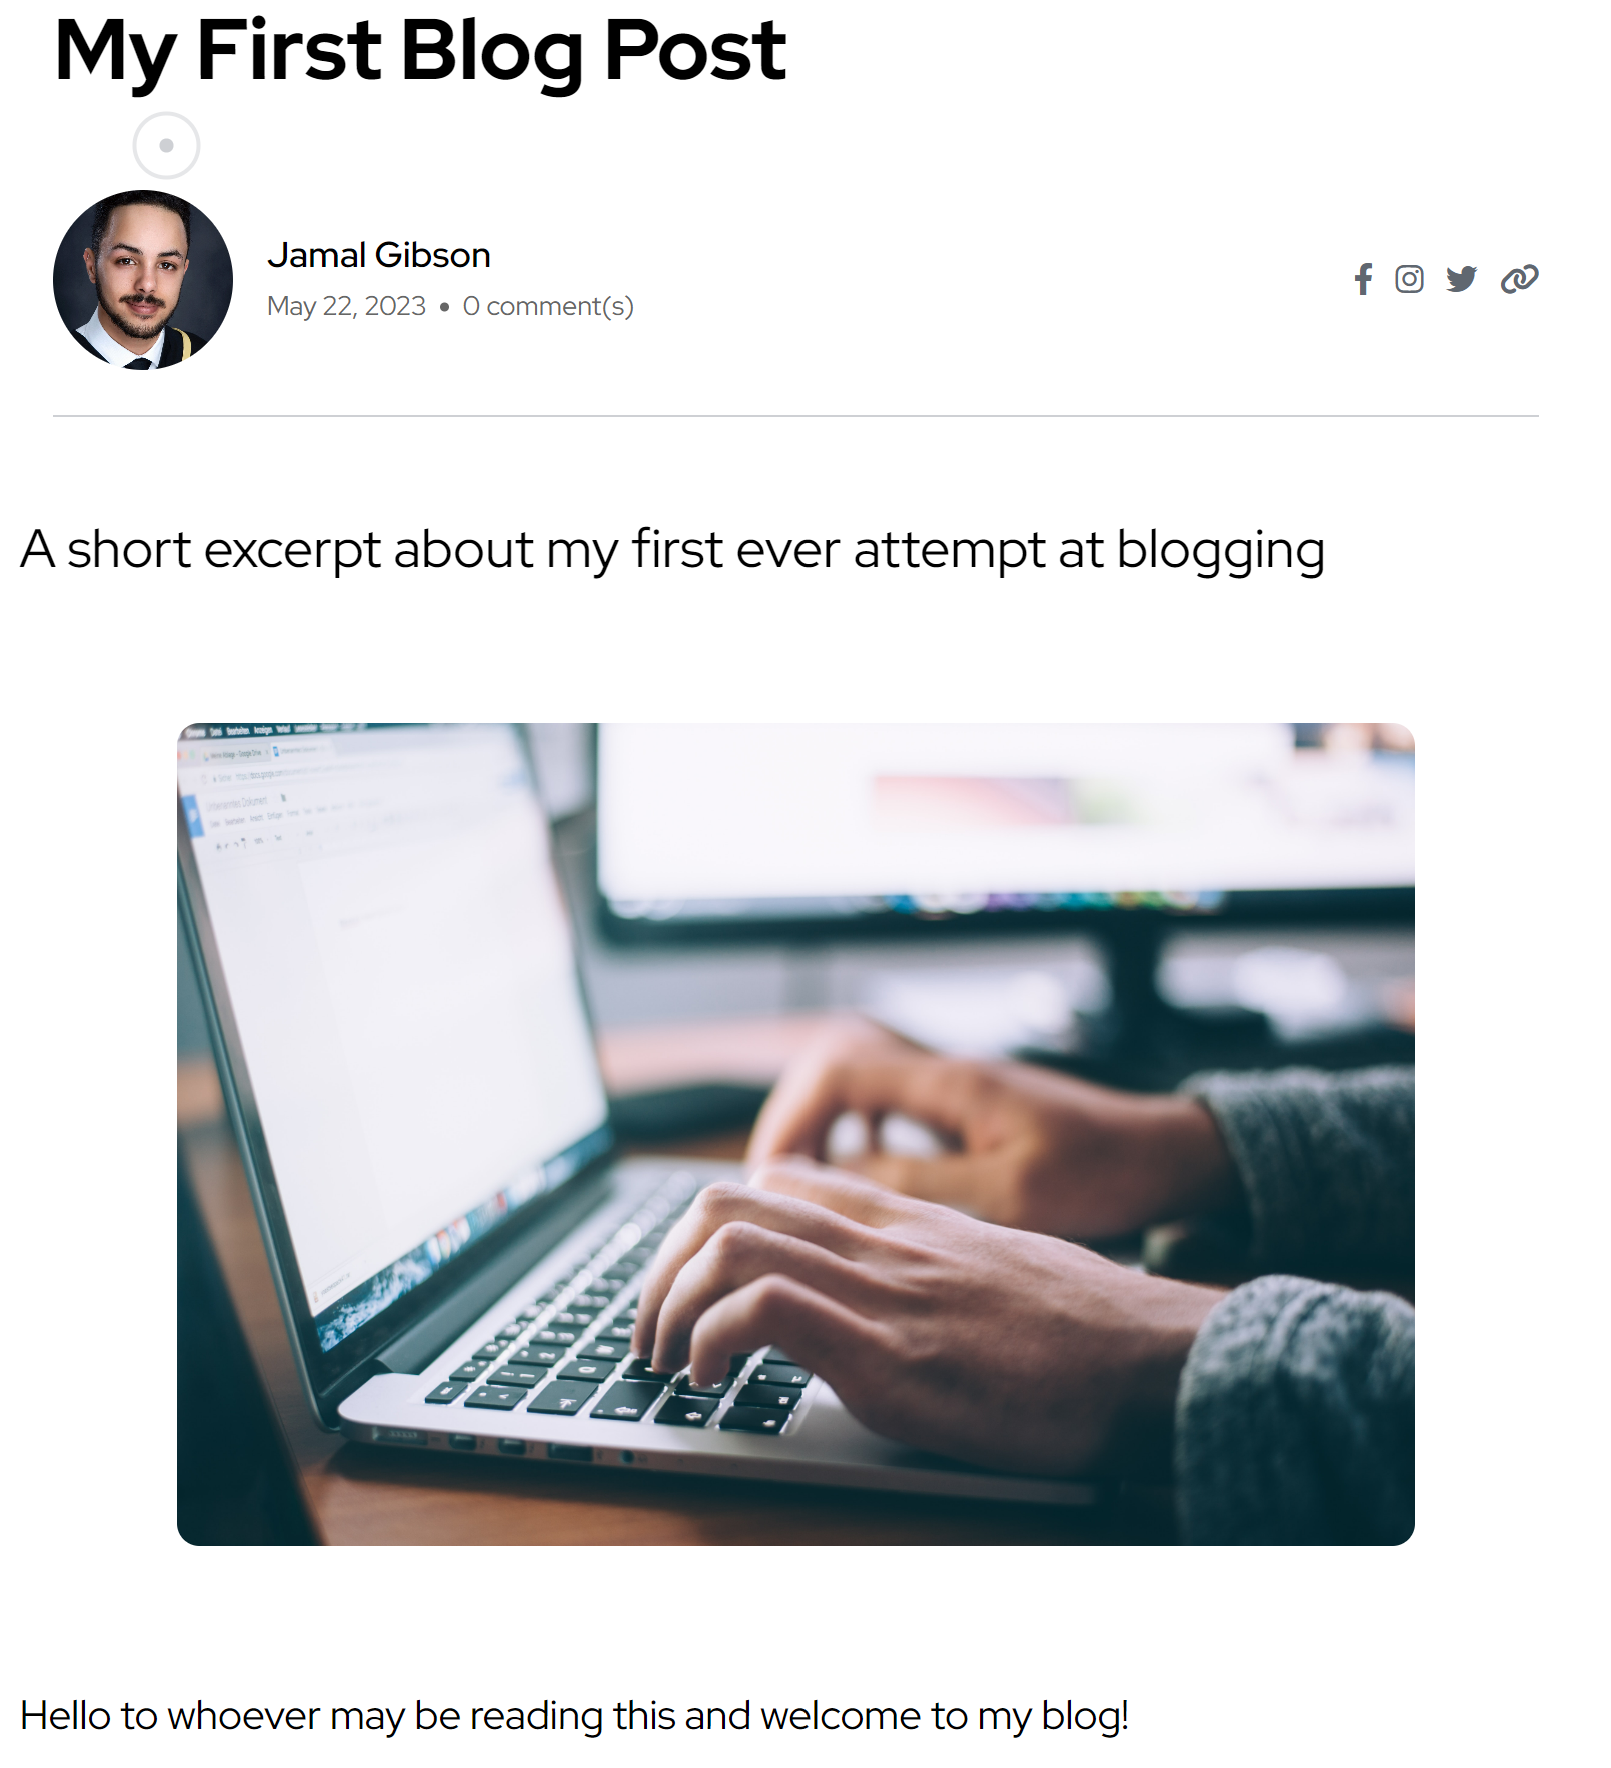 My First Blog Post
Jamal Gibson
May 22, 2023 • 0 comment(s)
A short excerpt about my first ever attempt at blogging
Hello to whoever may be reading this and welcome to my blog!